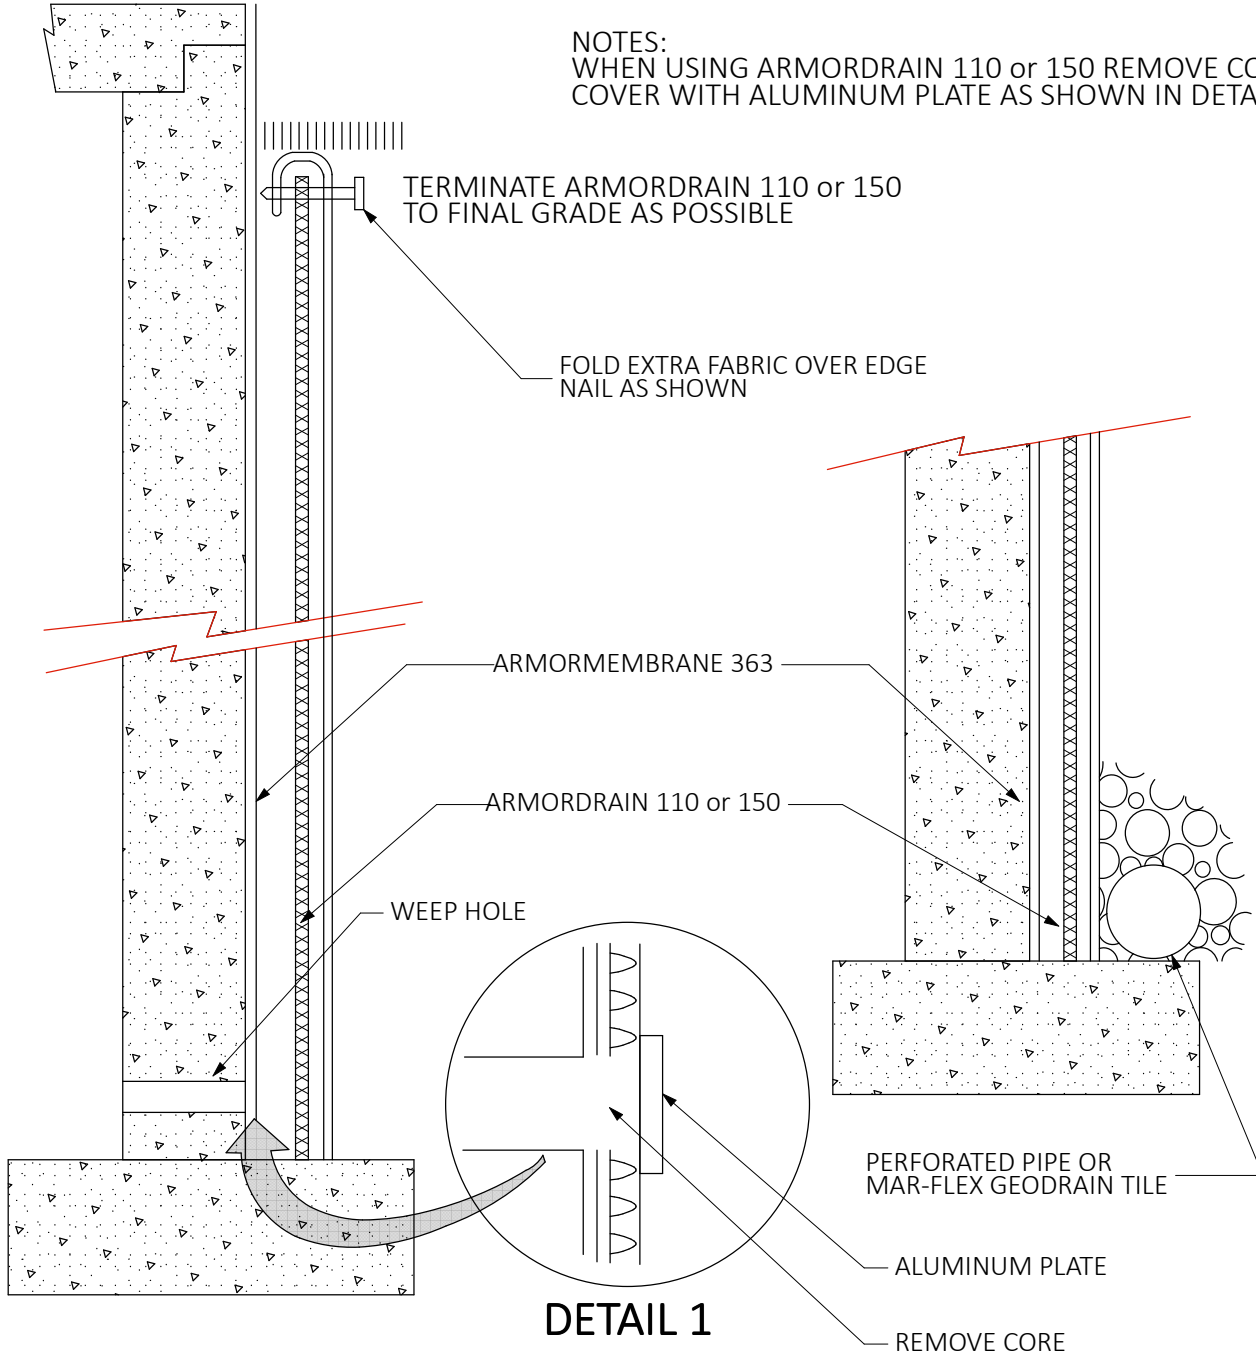 NOTES:
WHEN USING ARMORDRAIN 110 or 150 REMOVE
COVER WITH ALUMINUM PLATE AS SHOWN IN
TERMINATE ARMORDRAIN 110 or 150
TO FINAL GRADE AS POSSIBLE
FOLD EXTRA FABRIC OVER EDGE
NAIL AS SHOWN
ARMORMEMBRANE 363
ARMORDRAIN 110 or 150
WEEP HOLE
PERFORATED PIPE OR
MAR-FLEX GEODRAIN TILE
ALUMINUM PLATE
DETAIL 1
REMOVE CORE